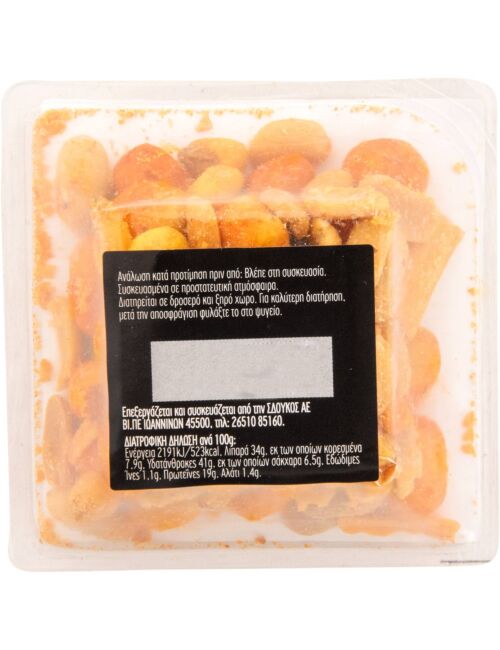 Ανάλωση κατά προτίμηση πριν από: Βλέπε στη συσκευασία.
Συσκευασμένα σε προστατευτική ατμόσφαιρα.
Διατηρείται σε δροσερό και ξηρό χώρο. Για καλύτερη διατήρηση,
μετά την αποσφράγιση φυλάξτε το στο ψυγείο.
Επεξεργάζεται και συσκευάζεται από την ΣΔΟΥΚΟΣ ΑΕ
ΒΙ.ΠΕ ΙΩΑΝΝΙΝΩΝ 45500, τηλ: 26510 85160.
ΔΙΑΤΡΟΦΙΚΗ ΔΗΛΩΣΗ ανά 100g:
Ενέργεια 2191kJ/523kcal, Λιπαρά 34g, εκ των οποίων κορεσμένα
7.9g, Υδατάνθρακες 41g, εκ των οποίων σάκχαρα 6.5g, Εδώδιμες
Ίνες 1.1g, Πρωτείνες 19g, Αλάτι 1,4g.